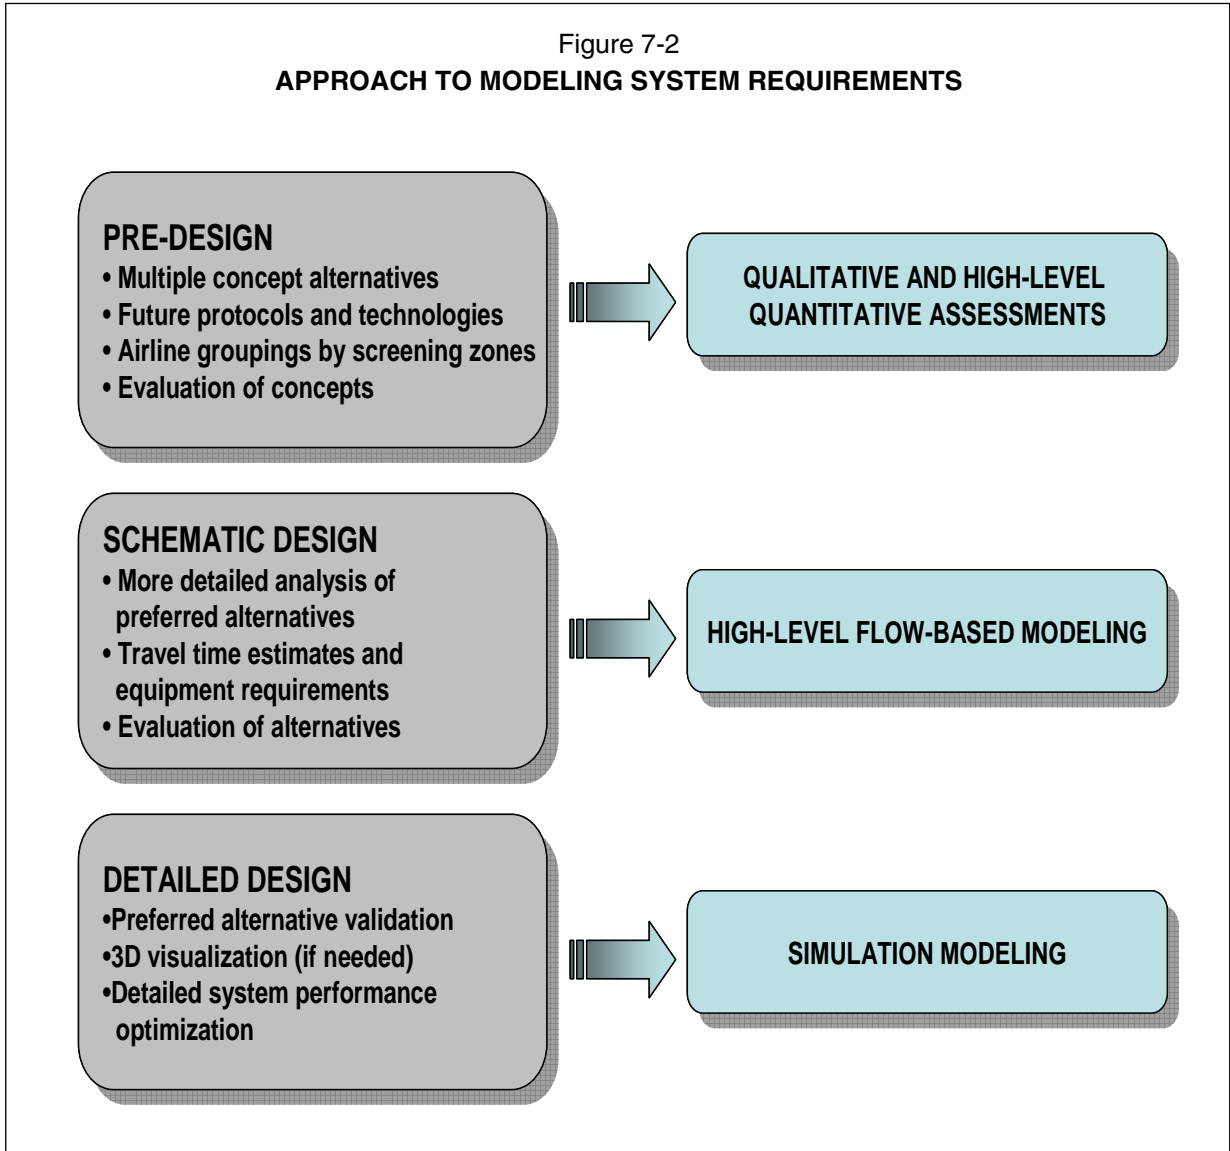 Figure 7-2
APPROACH TO MODELING SYSTEM REQUIREMENTS
PRE-DESIGN
• Multiple concept alternatives
• Future protocols and technologies
• Airline groupings by screening zones
• Evaluation of concepts
QUALITATIVE AND HIGH-LEVEL
QUANTITATIVE ASSESSMENTS
SCHEMATIC DESIGN
• More detailed analysis of
preferred alternatives
• Travel time estimates and
equipment requirements
• Evaluation of alternatives
HIGH-LEVEL FLOW-BASED MODELING
DETAILED DESIGN
•Preferred alternative validation
•3D visualization (if needed)
•Detailed system performance
optimization
SIMULATION MODELING